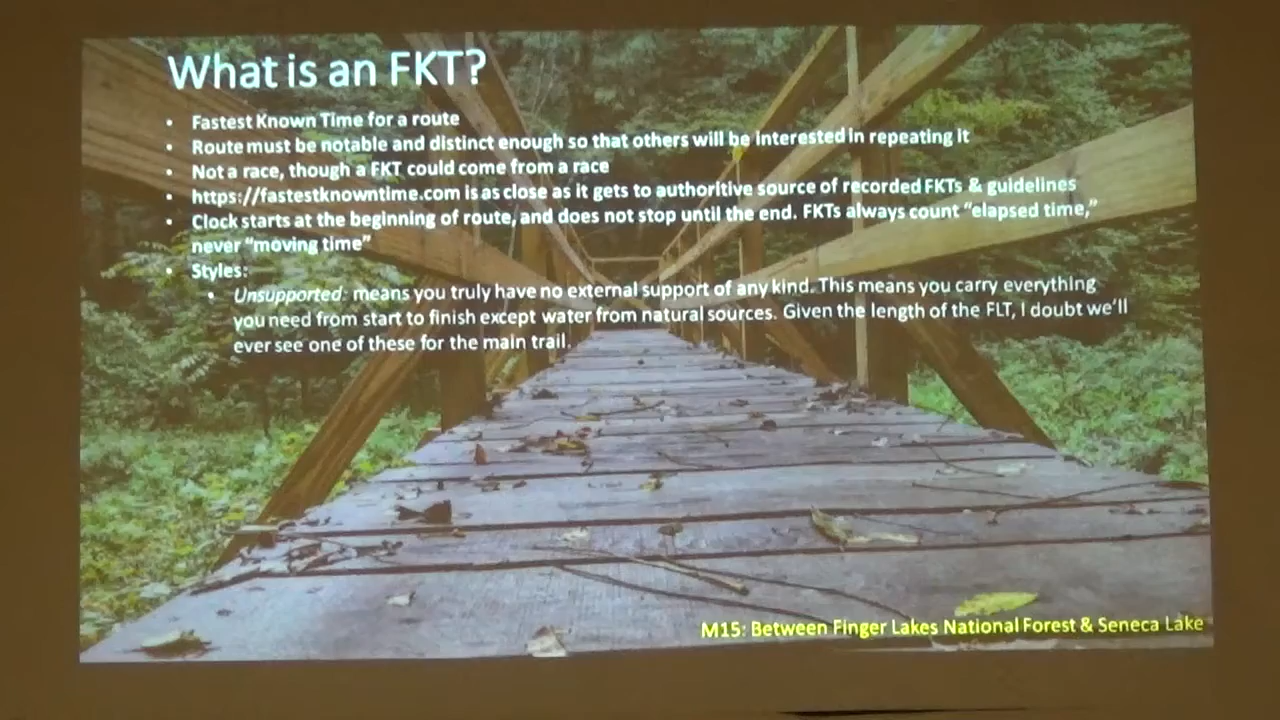 What is an FKT?
• Fastest Known Time for a route
• Route must be notable and distinct enough so that others will be interested in repeating it
• Not a race, though a FKT could come from a race
• https://fastestknowntime.com is as close as it gets to authoritive source of recorded FKTs & guidelines
• Clock starts at the beginning of route, and does not stop until the end. FKTs always count “elapsed time,”
never “moving time”
• Styles:
• Unsupported: means you truly have no external support of any kind. This means you carry everything
you need from start to finish except water from natural sources. Given the length of the FLT, I doubt we’ll
ever see one of these for the main trail.
M15: Between Finger Lakes National Forest & Seneca Lake